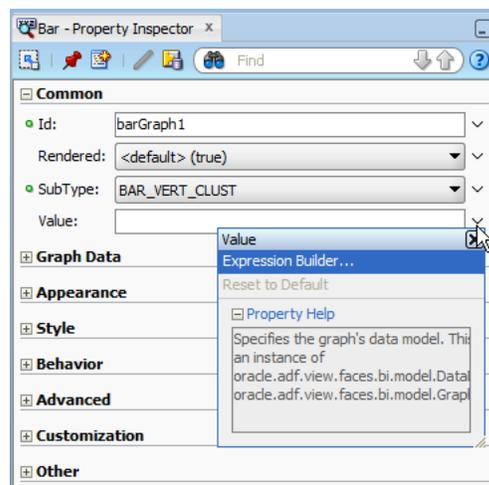 Bar - Property Inspector
Find
Common
Id: barGraph1
Rendered: <default> (true)
SubType: BAR_VERT_CLUST
Value:
Value
Expression Builder...
Reset to Default
Property Help
Specifies the graph's data model. This
an instance of
oracle.adf.view.faces.bi.model.Data
oracle.adf.view.faces.bi.model.Grap
Graph Data
Appearance
Style
Behavior
Advanced
Customization
Other